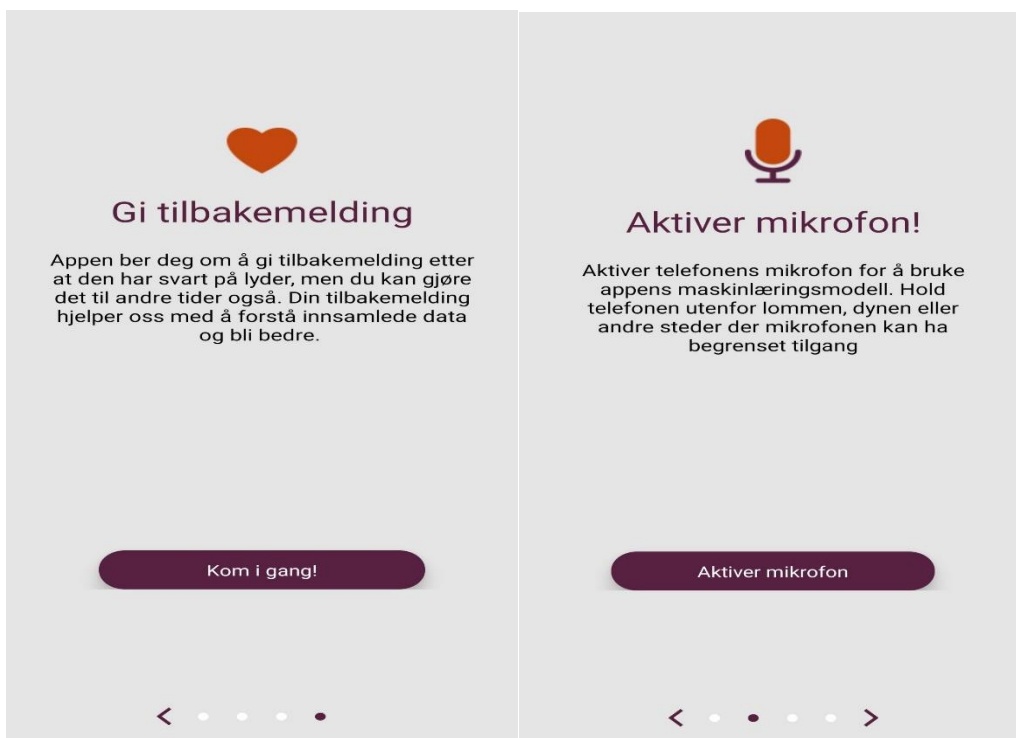 Gi tilbakemelding
Appen ber deg om å gi tilbakemelding etter
at den har svart på lyder, men du kan gjøre
det til andre tider også. Din tilbakemelding
hjelper oss med å forstå innsamlede data
og bli bedre.
Kom i gang!
Aktiver mikrofon!
Aktiver telefonens mikrofon for å bruke
appens maskinlæringsmodell. Hold
telefonen utenfor lommen, dynen eller
andre steder der mikrofonen kan ha
begrenset tilgang
Aktiver mikrofon